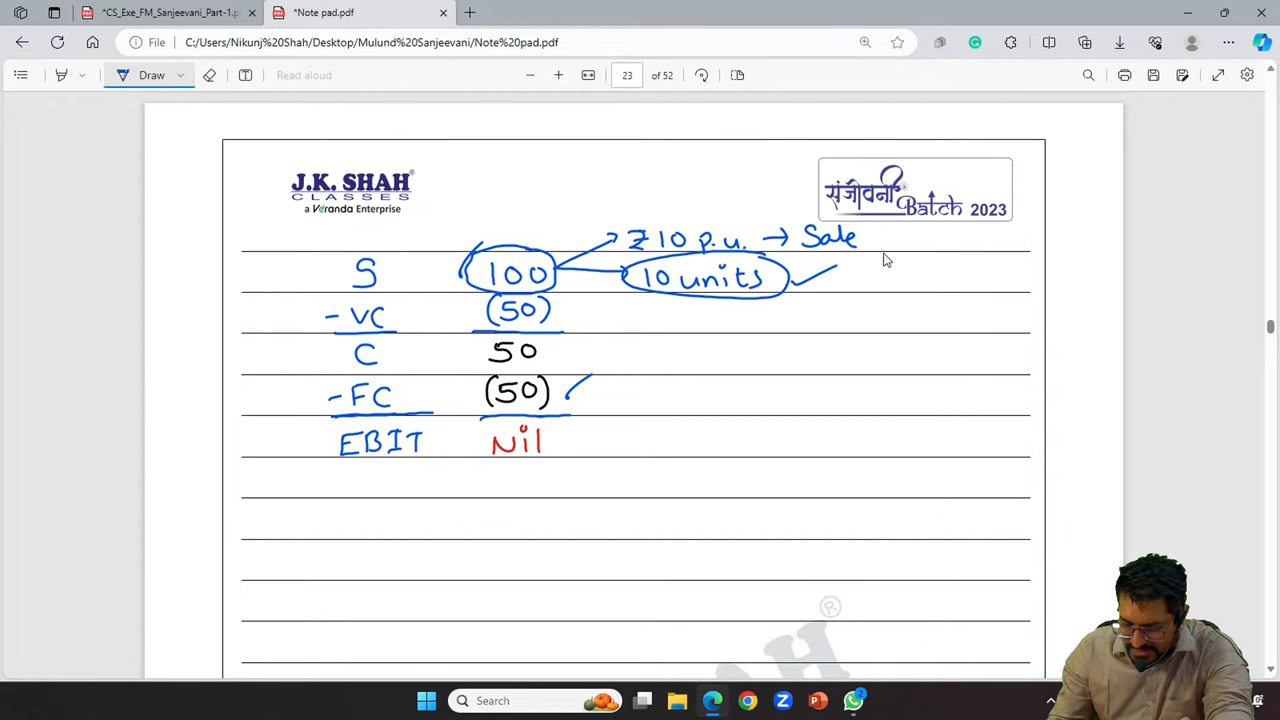 *CS_Exe_FM_Sanjeevani_Part-1.p
*Note pad.pdf
File
C:/Users/Nikunj%20Shah/Desktop/Mulund%20Sanjeevani/Note%20pad.pdf
Draw
Read aloud
23 of 52
J.K. SHAH®
CLASSES
a Veranda Enterprise
संजीवनी
Batch 2023
₹ 10 p.u. → Sale
S 100 10 units
- VC (50)
C 50
- FC (50)
EBIT Nil
®
AH
Search
2